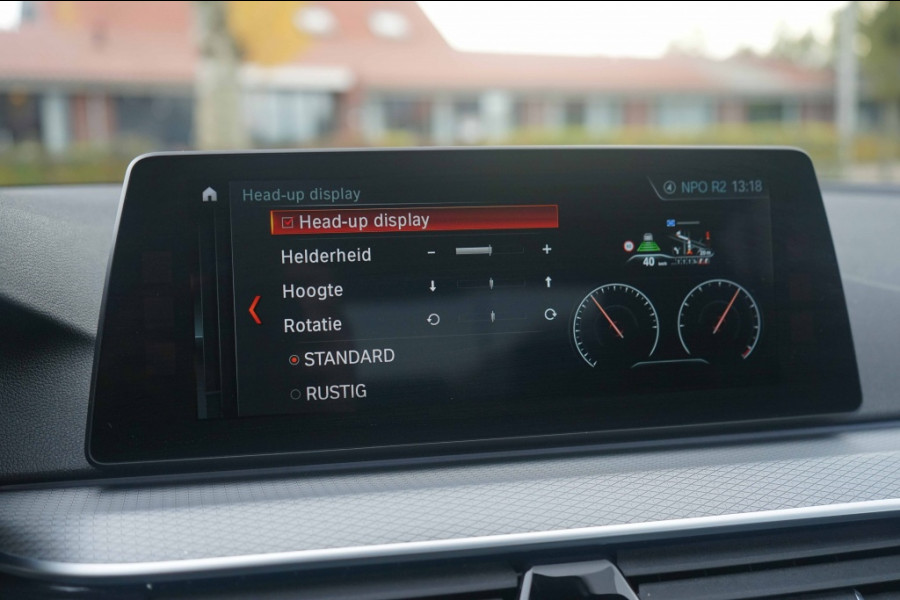 Head-up display
NPO R2 13:18
Head-up display
Helderheid
Hoogte
40
Rotatie
STANDARD
RUSTIG